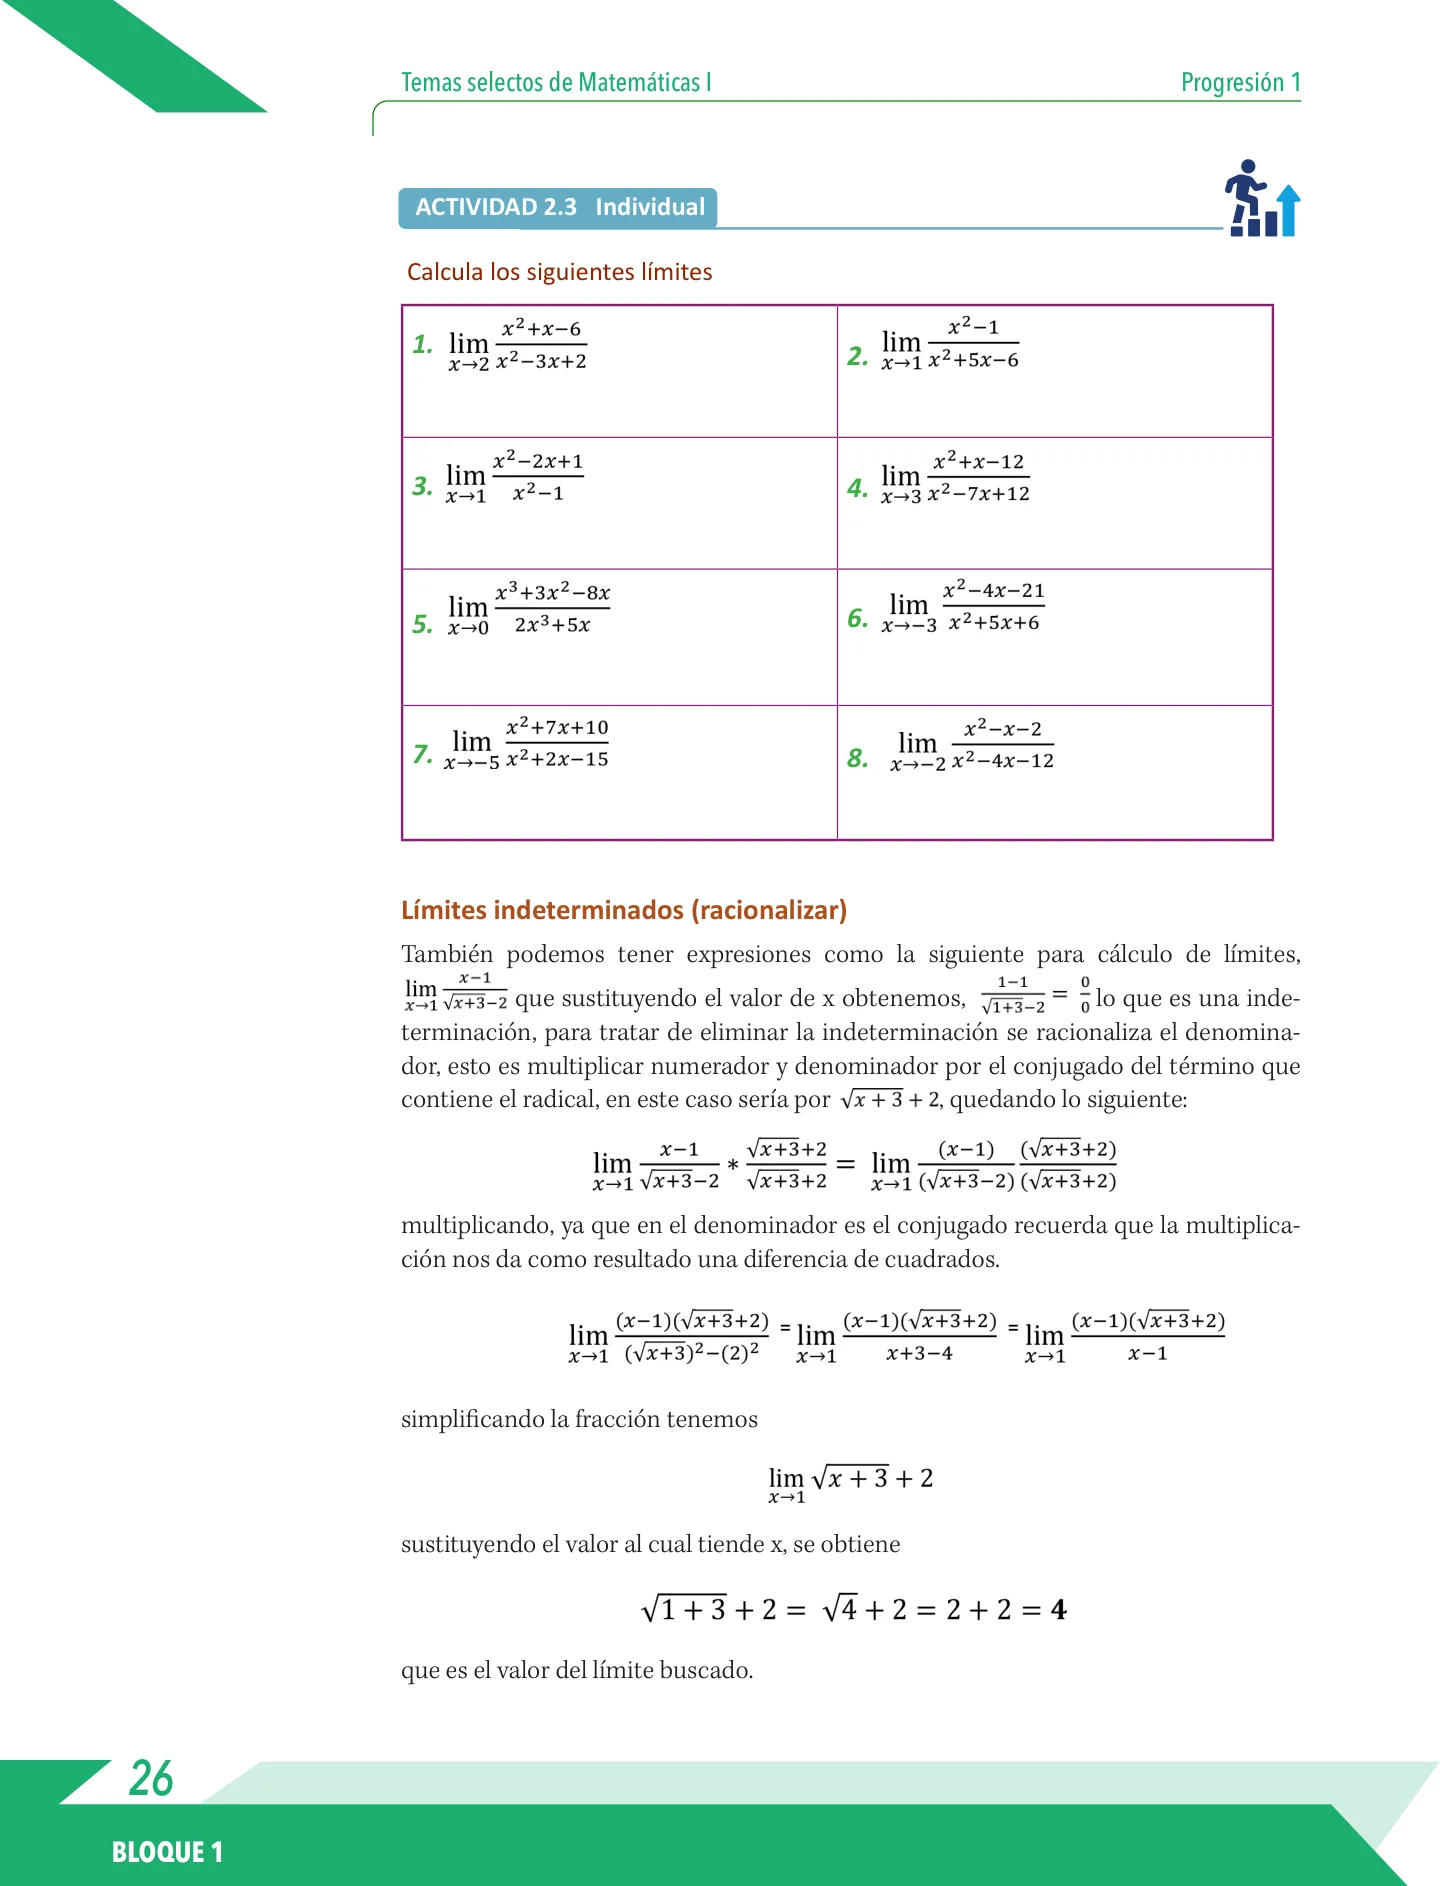 Temas selectos de Matemáticas I Progresión 1
ACTIVIDAD 2.3 Individual
Calcula los siguientes límites
1. lim x→2 (x²+x−6)/(x²−3x+2)
2. lim x→1 (x²−1)/(x²+5x−6)
3. lim x→1 (x²−2x+1)/(x²−1)
4. lim x→3 (x²+x−12)/(x²−7x+12)
5. lim x→0 (x³+3x²−8x)/(2x³+5x)
6. lim x→−3 (x²−4x−21)/(x²+5x+6)
7. lim x→−5 (x²+7x+10)/(x²+2x−15)
8. lim x→−2 (x²−x−2)/(x²−4x−12)
Límites indeterminados (racionalizar)
También podemos tener expresiones como la siguiente para cálculo de límites,
lim x→1 (x−1)/(√(x+3)−2) que sustituyendo el valor de x obtenemos, (1−1)/(√(1+3)−2) = 0/0 lo que es una inde-
terminación, para tratar de eliminar la indeterminación se racionaliza el denomina-
dor, esto es multiplicar numerador y denominador por el conjugado del término que
contiene el radical, en este caso sería por √(x + 3) + 2, quedando lo siguiente:
lim x→1 (x−1)/(√(x+3)−2) * (√(x+3)+2)/(√(x+3)+2) = lim x→1 (x−1)/(√(x+3)−2) (√(x+3)+2)/(√(x+3)+2)
multiplicando, ya que en el denominador es el conjugado recuerda que la multiplica-
ción nos da como resultado una diferencia de cuadrados.
lim x→1 (x−1)(√(x+3)+2)/((√(x+3))²−(2)²) = lim x→1 (x−1)(√(x+3)+2)/(x+3−4) = lim x→1 (x−1)(√(x+3)+2)/(x−1)
simplificando la fracción tenemos
lim x→1 √(x + 3) + 2
sustituyendo el valor al cual tiende x, se obtiene
√(1 + 3) + 2 = √4 + 2 = 2 + 2 = 4
que es el valor del límite buscado.
26
BLOQUE 1